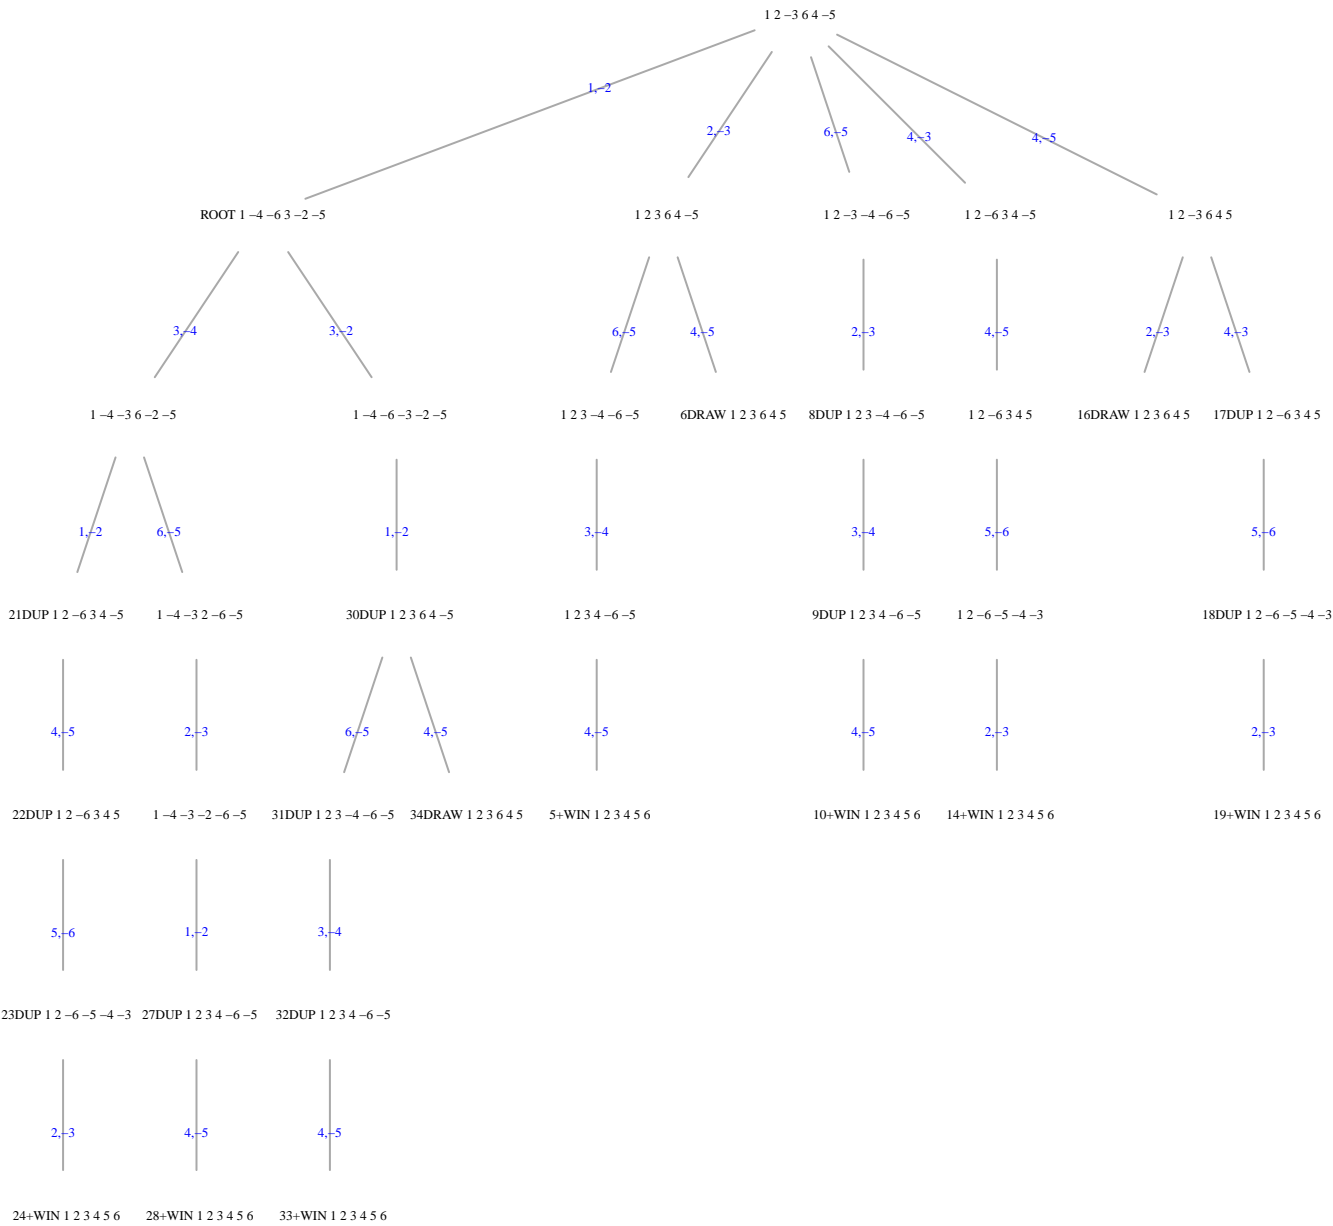 1 2 −3 6 4 −5
1,−2
2,−3
6,−5
4,−3
4,−5
ROOT 1 −4 −6 3 −2 −5
1 2 3 6 4 −5
1 2 −3 −4 −6 −5
1 2 −6 3 4 −5
1 2 −3 6 4 5
3,−4
3,−2
6,−5
4,−5
2,−3
4,−5
2,−3
4,−3
1 −4 −3 6 −2 −5
1 −4 −6 −3 −2 −5
1 2 3 −4 −6 −5
6DRAW 1 2 3 6 4 5
8DUP 1 2 3 −4 −6 −5
1 2 −6 3 4 5
16DRAW 1 2 3 6 4 5
17DUP 1 2 −6 3 4 5
1,−2
6,−5
1,−2
3,−4
3,−4
5,−6
5,−6
21DUP 1 2 −6 3 4 −5
1 −4 −3 2 −6 −5
30DUP 1 2 3 6 4 −5
1 2 3 4 −6 −5
9DUP 1 2 3 4 −6 −5
1 2 −6 −5 −4 −3
18DUP 1 2 −6 −5 −4 −3
4,−5
2,−3
6,−5
4,−5
4,−5
4,−5
2,−3
2,−3
22DUP 1 2 −6 3 4 5
1 −4 −3 −2 −6 −5
31DUP 1 2 3 −4 −6 −5
34DRAW 1 2 3 6 4 5
5+WIN 1 2 3 4 5 6
10+WIN 1 2 3 4 5 6
14+WIN 1 2 3 4 5 6
19+WIN 1 2 3 4 5 6
5,−6
1,−2
3,−4
23DUP 1 2 −6 −5 −4 −3
27DUP 1 2 3 4 −6 −5
32DUP 1 2 3 4 −6 −5
2,−3
4,−5
4,−5
24+WIN 1 2 3 4 5 6
28+WIN 1 2 3 4 5 6
33+WIN 1 2 3 4 5 6